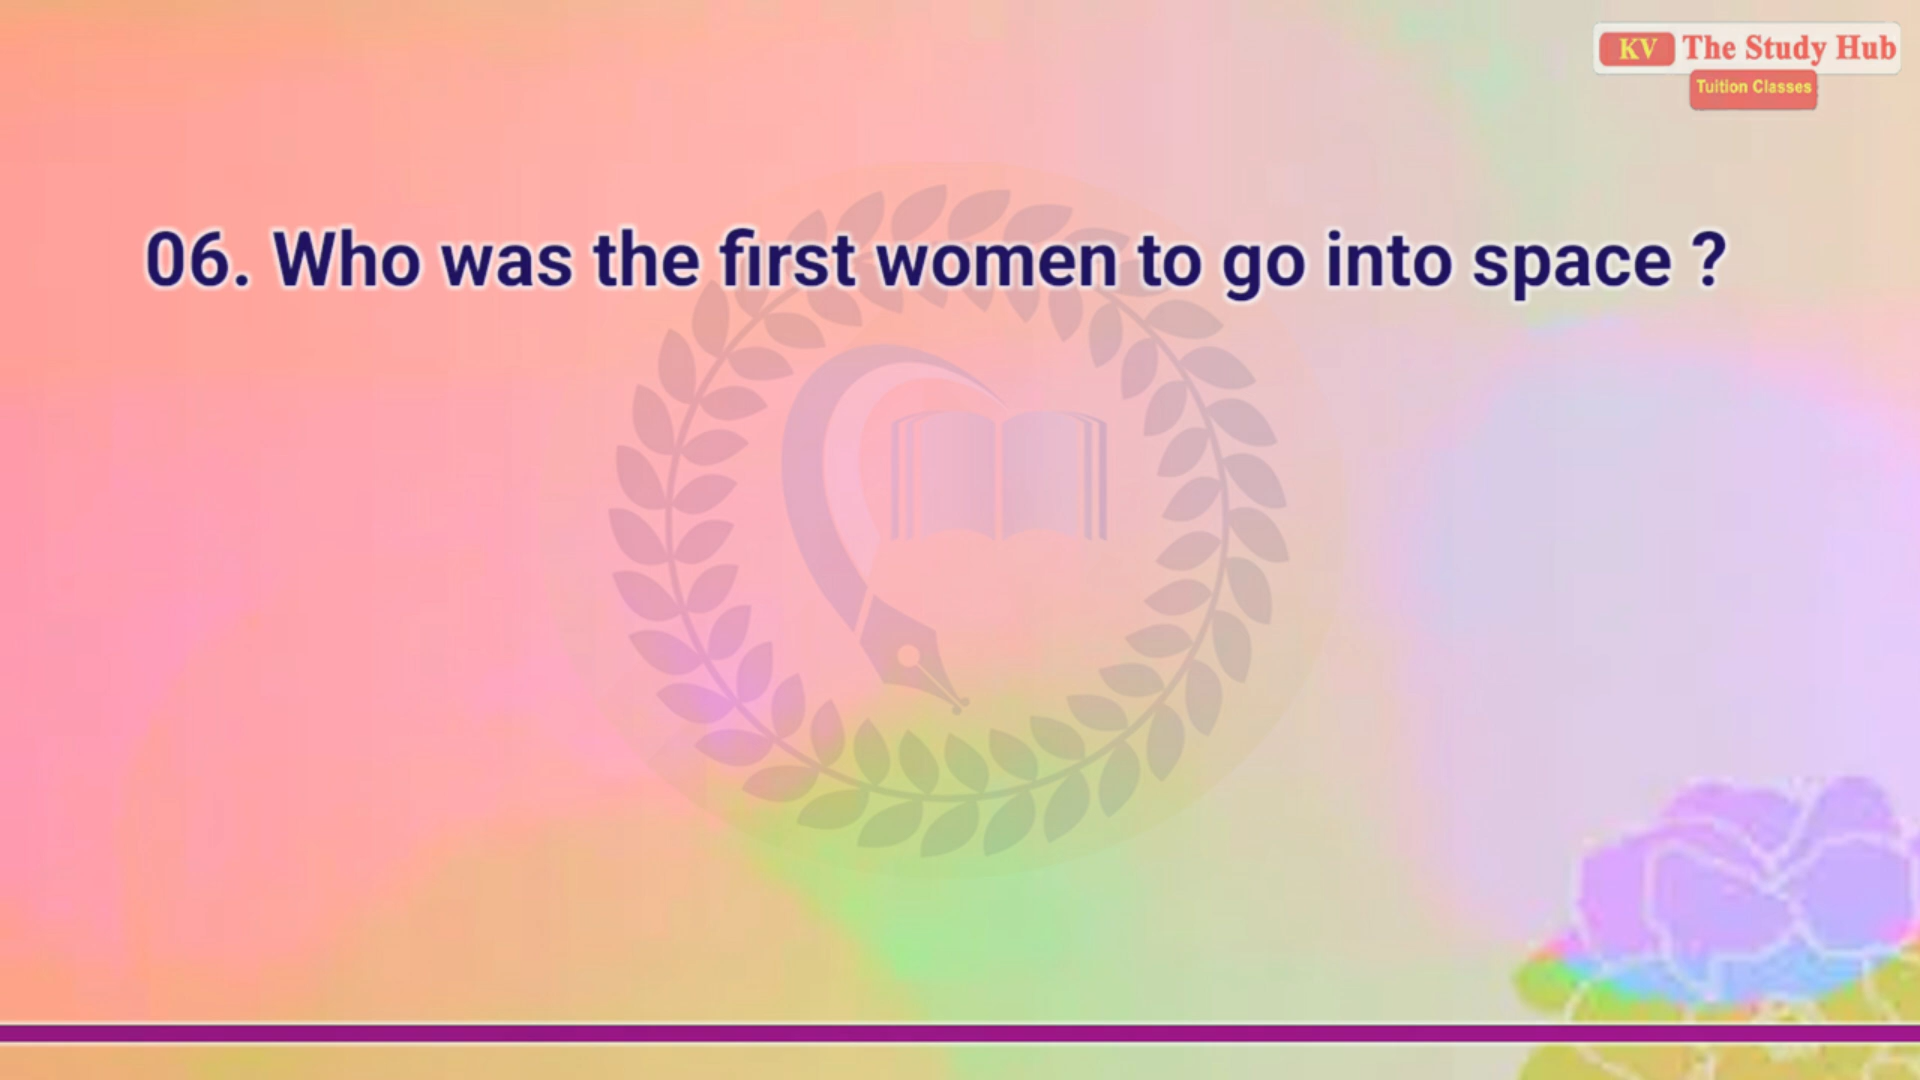 KV The Study Hub
Tuition Classes
06. Who was the first women to go into space ?